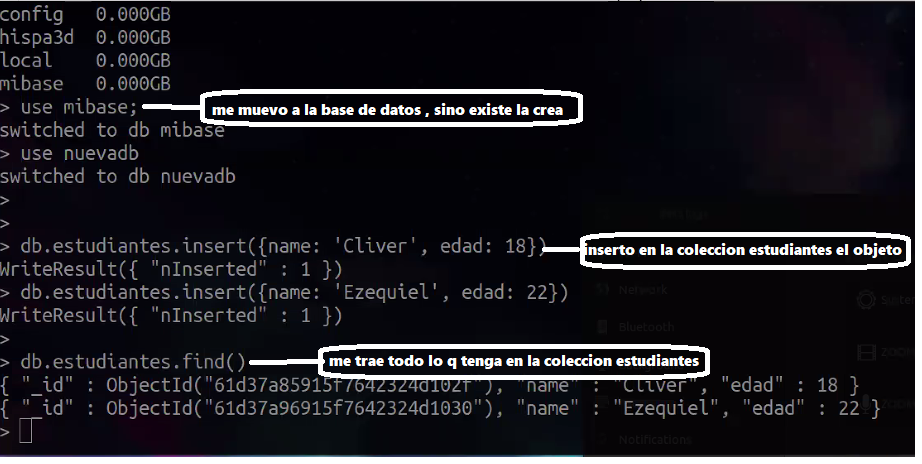 config   0.000GB
hispa3d  0.000GB
local    0.000GB
mibase   0.000GB
> use mibase;
me muevo a la base de datos , sino existe la crea
switched to db mibase
> use nuevadb
switched to db nuevadb
>
>
> db.estudiantes.insert({name: 'Cliver', edad: 18})
inserto en la coleccion estudiantes el objeto
WriteResult({ "nInserted" : 1 })
> db.estudiantes.insert({name: 'Ezequiel', edad: 22})
Network
WriteResult({ "nInserted" : 1 })
Bluetooth
>
> db.estudiantes.find()
me trae todo lo q tenga en la coleccion estudiantes
{ "_id" : ObjectId("61d37a85915f7642324d102f"), "name" : "Cliver", "edad" : 18 }
{ "_id" : ObjectId("61d37a96915f7642324d1030"), "name" : "Ezequiel", "edad" : 22 }
>
Notifications